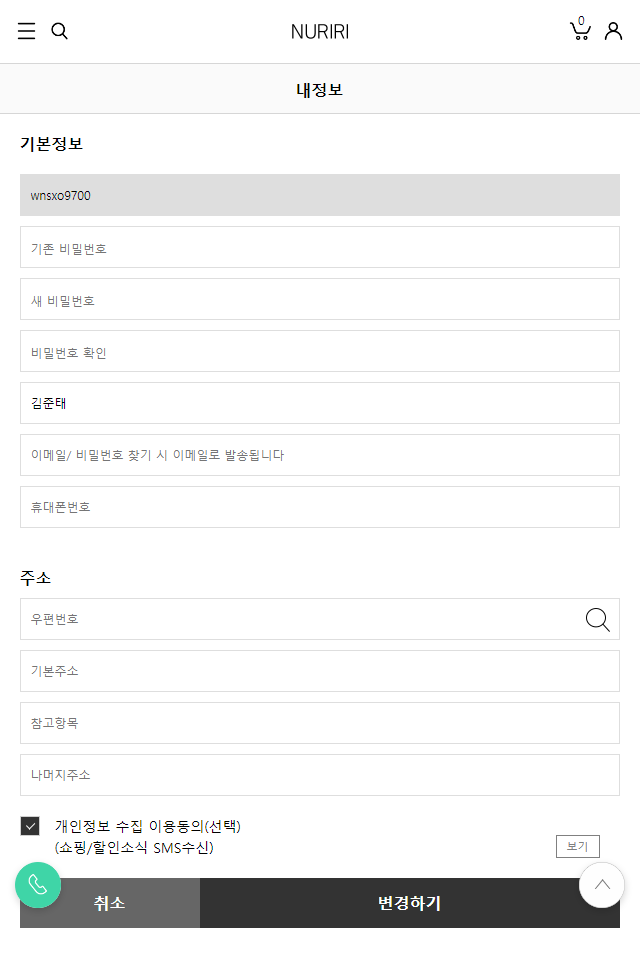 NURIRI
0
내정보
기본정보
wnsxo9700
기존 비밀번호
새 비밀번호
비밀번호 확인
김준태
이메일/ 비밀번호 찾기 시 이메일로 발송됩니다
휴대폰번호
주소
우편번호
기본주소
참고항목
나머지주소
개인정보 수집 이용동의(선택)
(쇼핑/할인소식 SMS수신)
보기
취소
변경하기